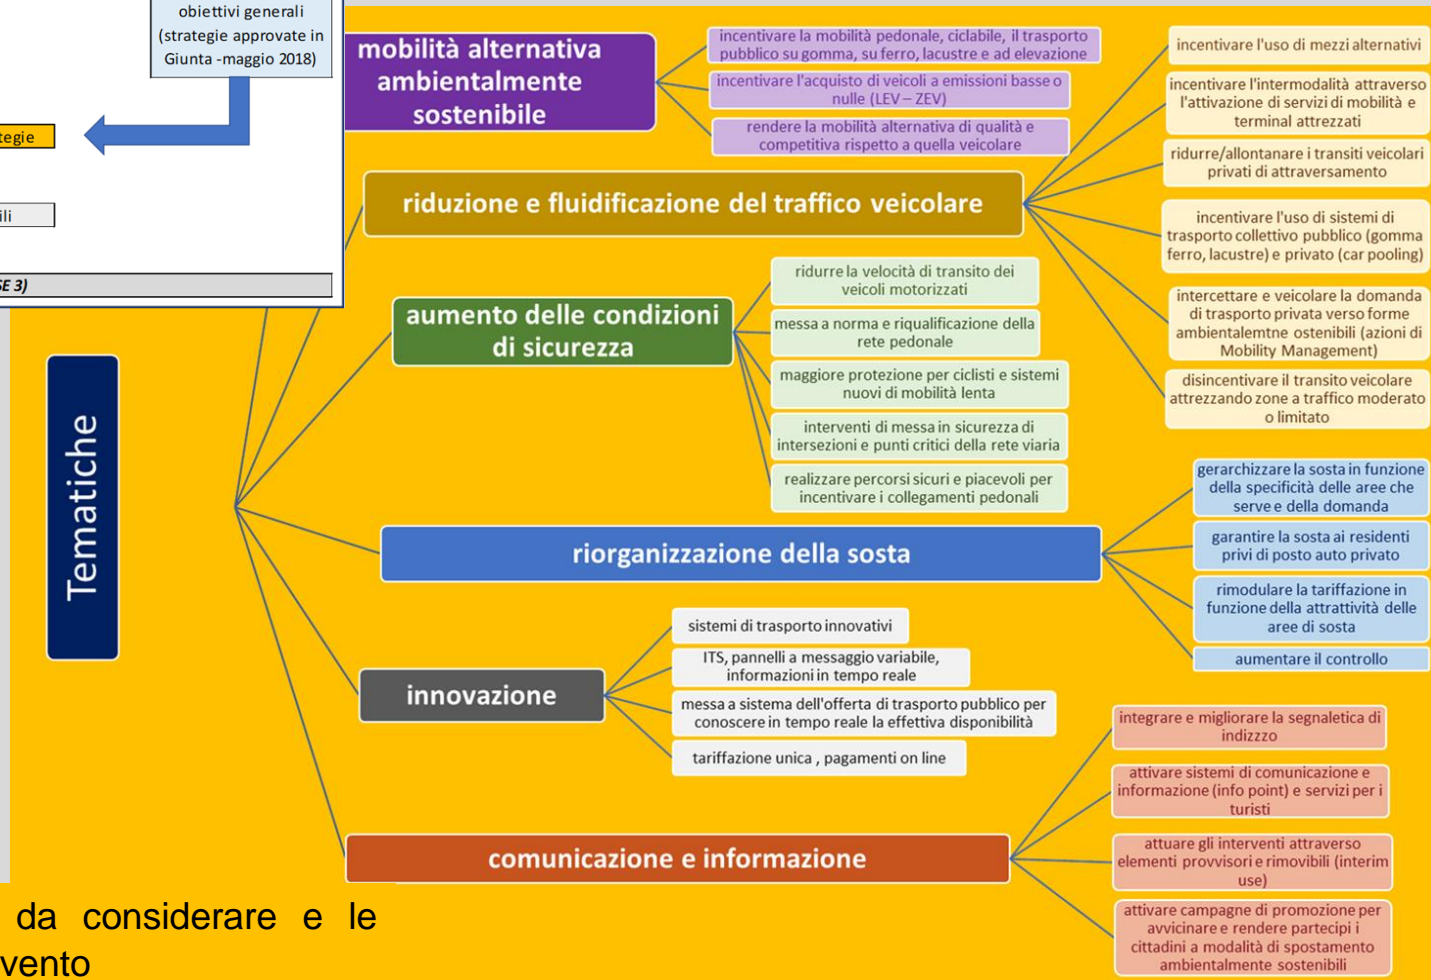 obiettivi generali
(strategie approvate in
Giunta -maggio 2018)
tegie
ili
SE 3)
Tematiche
mobilità alternativa
ambientalmente
sostenibile
incentivare la mobilità pedonale, ciclabile, il trasporto
pubblico su gomma, su ferro, lacustre e ad elevazione
incentivare l'acquisto di veicoli a emissioni basse o
nulle (LEV – ZEV)
rendere la mobilità alternativa di qualità e
competitiva rispetto a quella veicolare
riduzione e fluidificazione del traffico veicolare
incentivare l'uso di mezzi alternativi
incentivare l'intermodalità attraverso
l'attivazione di servizi di mobilità e
terminal attrezzati
ridurre/allontanare i transiti veicolari
privati di attraversamento
incentivare l'uso di sistemi di
trasporto collettivo pubblico (gomma
ferro, lacustre) e privato (car pooling)
intercettare e veicolare la domanda
di trasporto privata verso forme
ambientalemtne ostenibili (azioni di
Mobility Management)
disincentivare il transito veicolare
attrezzando zone a traffico moderato
o limitato
aumento delle condizioni
di sicurezza
ridurre la velocità di transito dei
veicoli motorizzati
messa a norma e riqualificazione della
rete pedonale
maggiore protezione per ciclisti e sistemi
nuovi di mobilità lenta
interventi di messa in sicurezza di
intersezioni e punti critici della rete viaria
realizzare percorsi sicuri e piacevoli per
incentivare i collegamenti pedonali
riorganizzazione della sosta
gerarchizzare la sosta in funzione
della specificità delle aree che
serve e della domanda
garantire la sosta ai residenti
privi di posto auto privato
rimodulare la tariffazione in
funzione della attrattività delle
aree di sosta
aumentare il controllo
innovazione
sistemi di trasporto innovativi
ITS, pannelli a messaggio variabile,
informazioni in tempo reale
messa a sistema dell'offerta di trasporto pubblico per
conoscere in tempo reale la effettiva disponibilità
tariffazione unica , pagamenti on line
comunicazione e informazione
integrare e migliorare la segnaletica di
indizzzo
attivare sistemi di comunicazione e
informazione (info point) e servizi per i
turisti
attuare gli interventi attraverso
elementi provvisori e rimovibili (interim
use)
attivare campagne di promozione per
avvicinare e rendere partecipi i
cittadini a modalità di spostamento
ambientalmente sostenibili
da considerare e le
vento